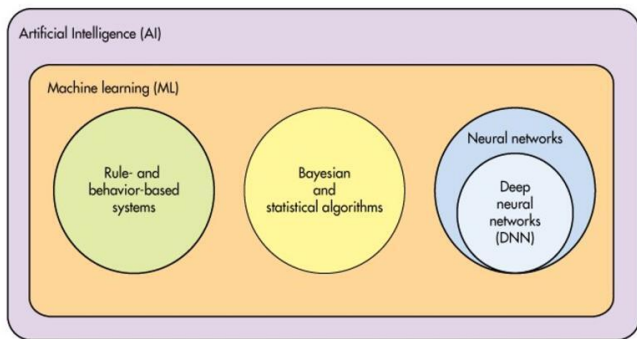 Artificial Intelligence (AI)
Machine learning (ML)
Rule- and
behavior-based
systems
Bayesian
and
statistical algorithms
Neural networks
Deep
neural
networks
(DNN)